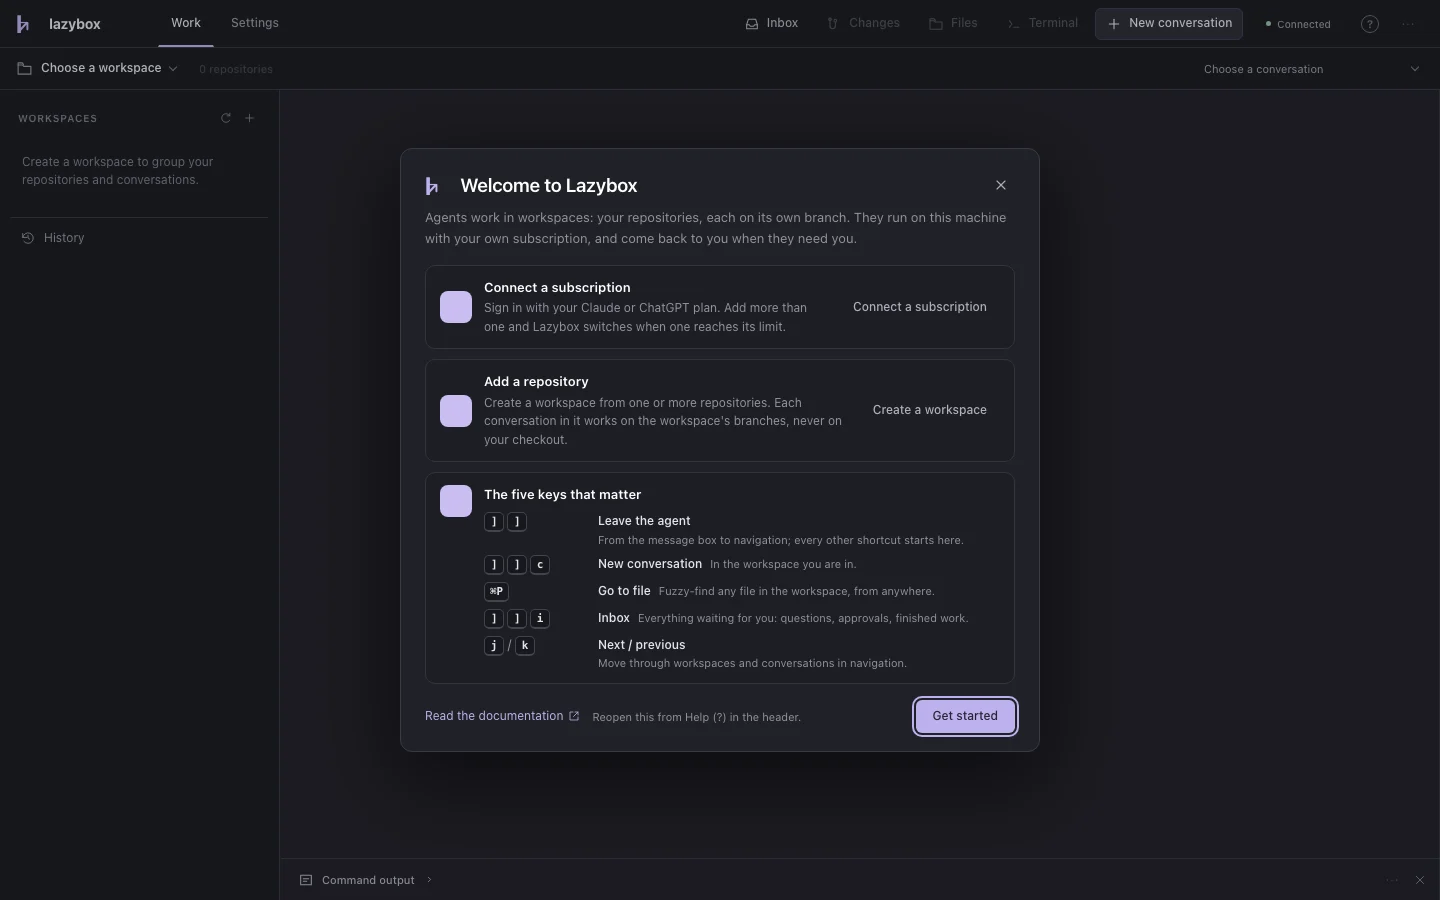 lazybox
Work
Settings
Inbox
Changes
Files
Terminal
New conversation
Connected
?
Choose a workspace
0 repositories
Choose a conversation
WORKSPACES
Create a workspace to group your
repositories and conversations.
History
Welcome to Lazybox
Agents work in workspaces: your repositories, each on its own branch. They run on this machine
with your own subscription, and come back to you when they need you.
Connect a subscription
Sign in with your Claude or ChatGPT plan. Add more than
one and Lazybox switches when one reaches its limit.
Connect a subscription
Add a repository
Create a workspace from one or more repositories. Each
conversation in it works on the workspace's branches, never on
your checkout.
Create a workspace
The five keys that matter
] ] Leave the agent
From the message box to navigation; every other shortcut starts here.
] ] c New conversation In the workspace you are in.
⌘P Go to file Fuzzy-find any file in the workspace, from anywhere.
] ] i Inbox Everything waiting for you: questions, approvals, finished work.
j / k Next / previous
Move through workspaces and conversations in navigation.
Read the documentation
Reopen this from Help (?) in the header.
Get started
Command output